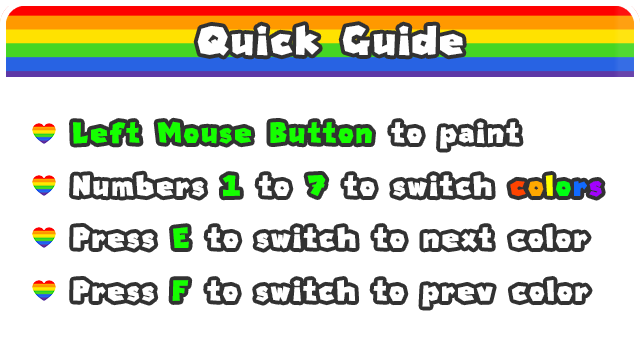 Quick Guide
Left Mouse Button to paint
Numbers 1 to 7 to switch colors
Press E to switch to next color
Press F to switch to prev color